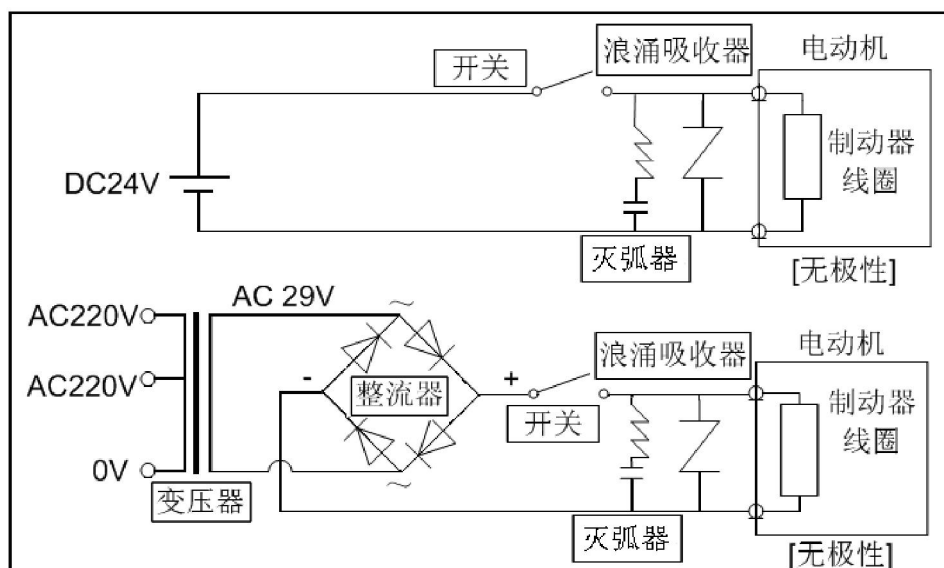 电动机
浪涌吸收器
开关
制动器
线圈
DC24V
灭弧器
[无极性]
AC 29V
~
AC220V
电动机
浪涌吸收器
AC220V
-
整流器
+
开关
制动器
线圈
0V
~
变压器
灭弧器
[无极性]